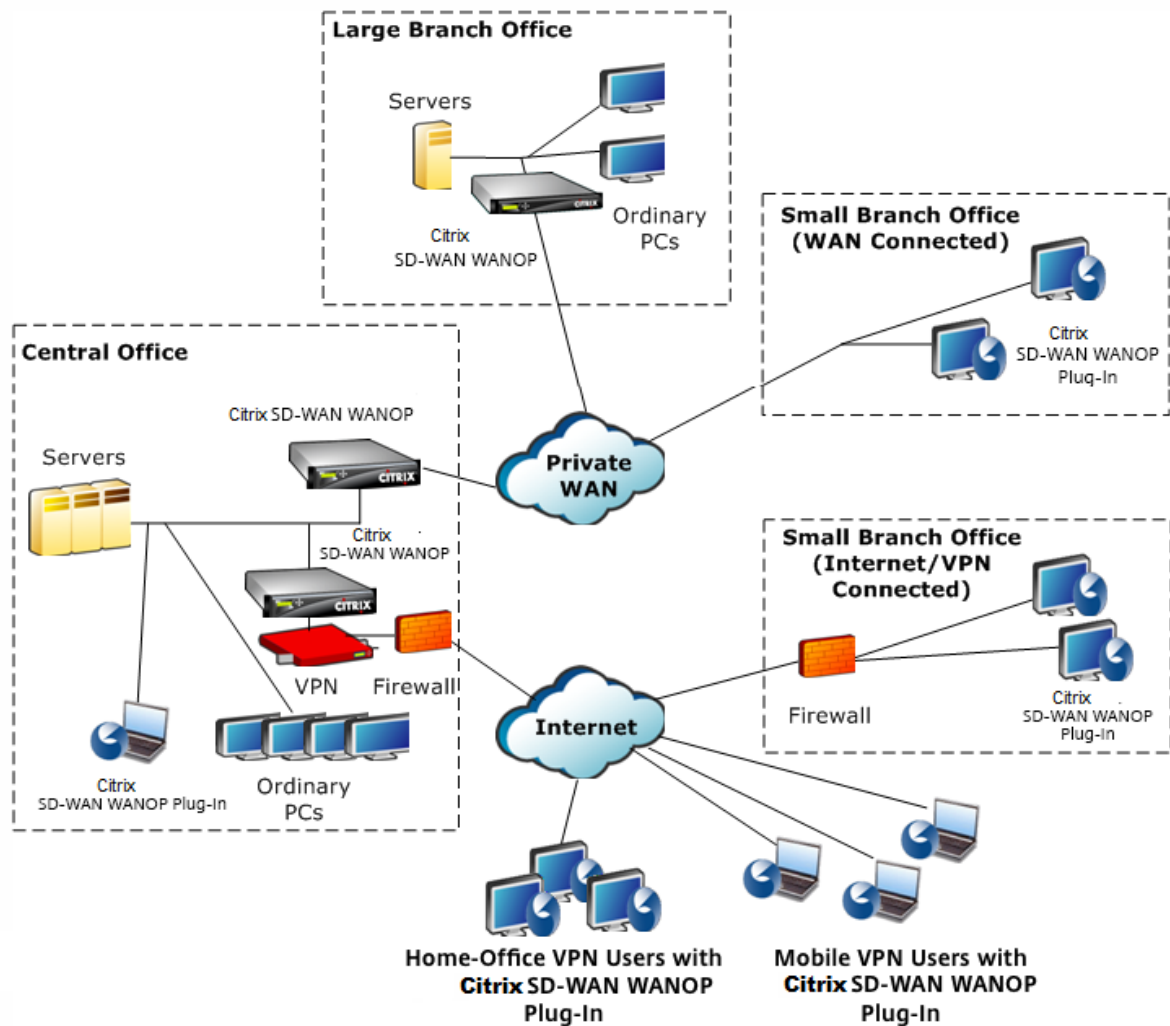 Large Branch Office
Servers
CITRIX
Ordinary
PCs
Citrix
SD-WAN WANOP
Small Branch Office
(WAN Connected)
Citrix
SD-WAN WANOP
Plug-In
Central Office
Citrix SD-WAN WANOP
Servers
CITRIX
Private
WAN
Citrix
SD-WAN WANOP
CITRIX
VPN
Firewall
Citrix
SD-WAN WANOP Plug-In
Ordinary
PCs
Small Branch Office
(Internet/VPN
Connected)
Firewall
Citrix
SD-WAN WANOP
Plug-In
Internet
Home-Office VPN Users with
Citrix SD-WAN WANOP
Plug-In
Mobile VPN Users with
Citrix SD-WAN WANOP
Plug-In